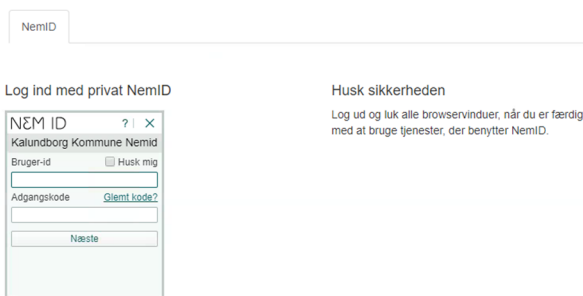 NemID
Log ind med privat NemID
NEM ID ? X
Kalundborg Kommune Nemid
Bruger-id Husk mig
Adgangskode Glemt kode?
Næste
Husk sikkerheden
Log ud og luk alle browservinduer, når du er færdig
med at bruge tjenester, der benytter NemID.